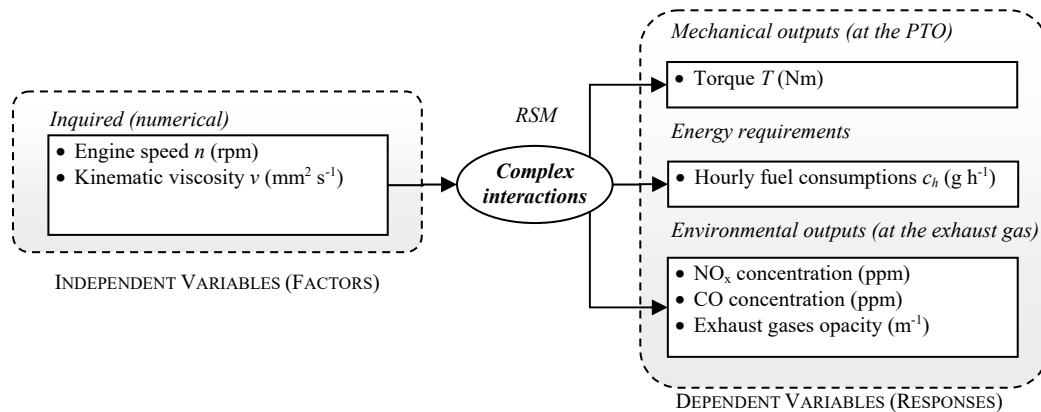 Inquired (numerical)
• Engine speed n (rpm)
• Kinematic viscosity ν (mm² s⁻¹)
INDEPENDENT VARIABLES (FACTORS)
RSM
Complex
interactions
Mechanical outputs (at the PTO)
• Torque T (Nm)
Energy requirements
• Hourly fuel consumptions cₕ (g h⁻¹)
Environmental outputs (at the exhaust gas)
• NOₓ concentration (ppm)
• CO concentration (ppm)
• Exhaust gases opacity (m⁻¹)
DEPENDENT VARIABLES (RESPONSES)